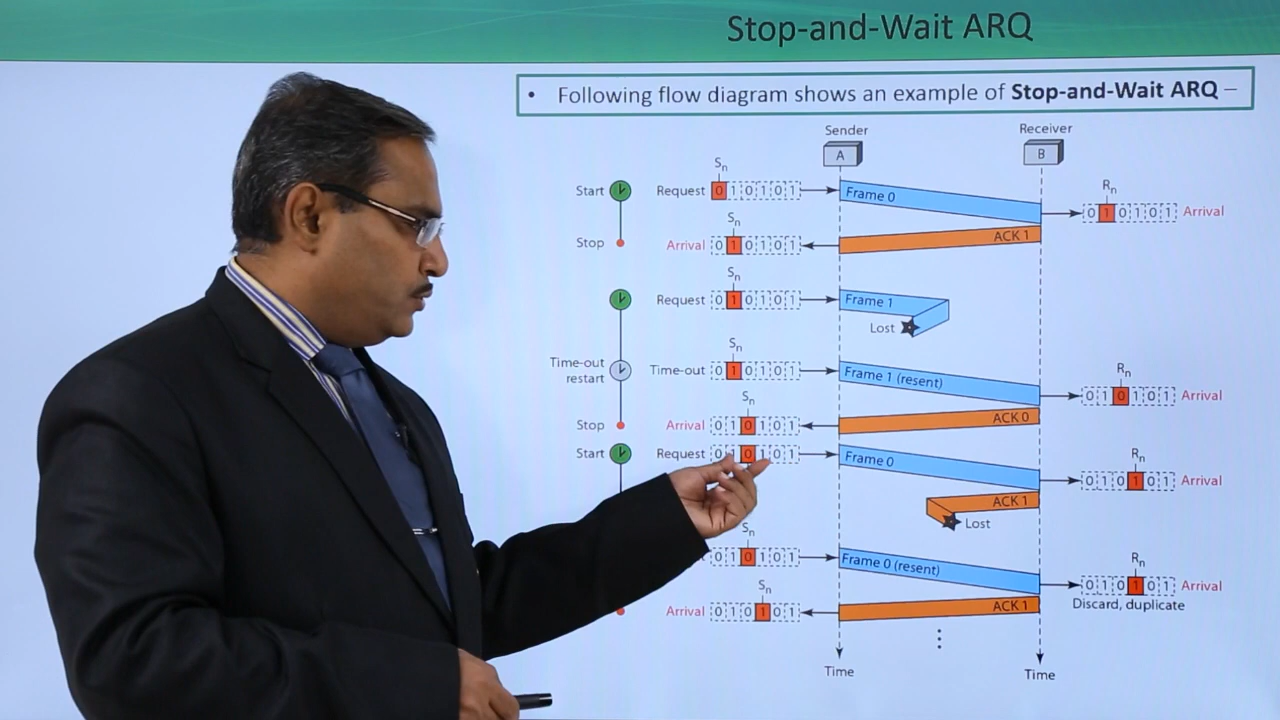 Stop-and-Wait ARQ
• Following flow diagram shows an example of Stop-and-Wait ARQ –
Sender Receiver
A B
Sn
Start Request 0 1 0 1 0 1 Frame 0
Rn
0 1 0 1 0 1 Arrival
Sn
Stop Arrival 0 1 0 1 0 1 ACK 1
Sn
Request 0 1 0 1 0 1 Frame 1
Lost
Sn
Time-out restart Time-out 0 1 0 1 0 1 Frame 1 (resent)
Rn
0 1 0 1 0 1 Arrival
Sn
Stop Arrival 0 1 0 1 0 1 ACK 0
Start Request 0 1 0 1 0 1 Frame 0
Rn
0 1 0 1 0 1 Arrival
ACK 1
Lost
Sn
0 1 0 1 0 1 Frame 0 (resent)
Rn
0 1 0 1 0 1 Arrival
Discard, duplicate
Sn
Arrival 0 1 0 1 0 1 ACK 1
Time Time